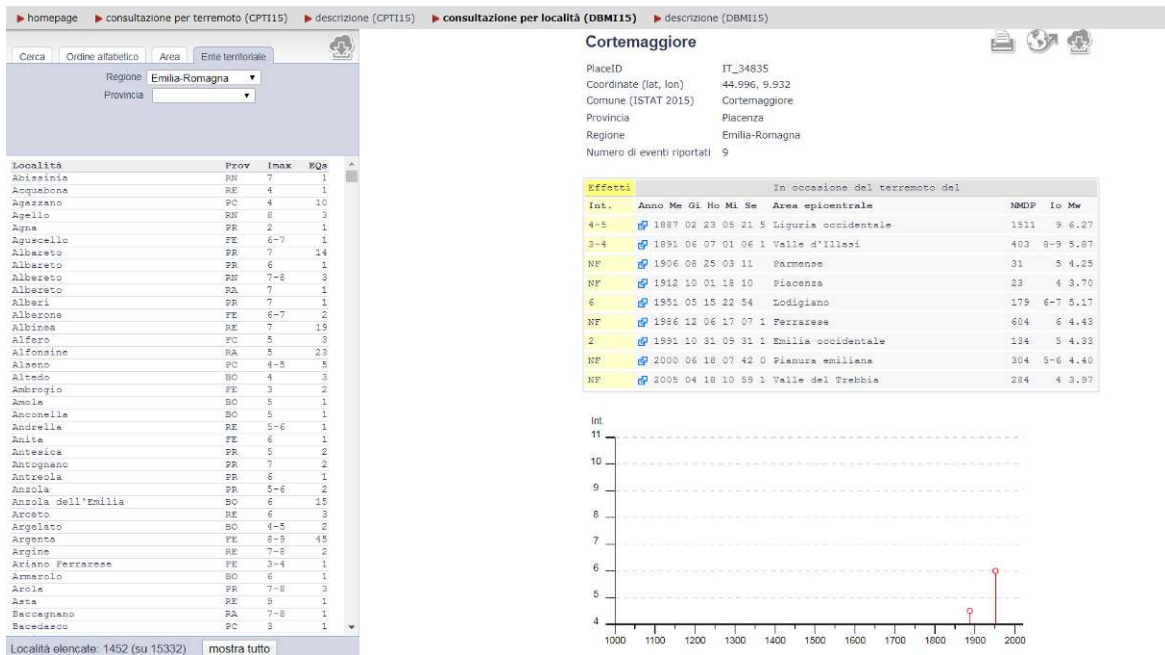 homepage consultazione per terremoto (CPTI15) descrizione (CPTI15) consultazione per località (DBMI15) descrizione (DBMI15)
Cerca Ordine alfabetico Area Ente territoriale
Regione Emilia-Romagna
Provincia
Località Prov Imax EQs
Abissinia RN 7 1
Acquabona RE 4 1
Agazzano PC 4 10
Agello RN 8 3
Agna PR 2 1
Aguscello FE 6-7 1
Albareto PR 7 14
Albareto PR 6 1
Albereto RN 7-8 3
Albereto RA 7 1
Alberi PR 7 1
Alberone FE 6-7 2
Albinea RE 7 19
Alfero FC 5 3
Alfonsine RA 5 23
Alseno PC 4-5 5
Altedo BO 4 3
Ambrogio FE 3 2
Amola BO 5 1
Anconella BO 5 1
Andrella RE 5-6 1
Anita FE 6 1
Antesica PR 5 2
Antognano PR 7 2
Antreola PR 6 1
Anzola PR 5-6 2
Anzola dell'Emilia BO 6 15
Arceto RE 6 3
Argelato BO 4-5 2
Argenta FE 8-9 45
Argine RE 7-8 2
Ariano Ferrarese FE 3-4 1
Armarolo BO 6 1
Arola PR 7-8 3
Asta RE 9 1
Baccagnano RA 7-8 1
Bacedasco PC 3 1
Località elencate: 1452 (su 15332) mostra tutto
Cortemaggiore
PlaceID IT_34835
Coordinate (lat, lon) 44.996, 9.932
Comune (ISTAT 2015) Cortemaggiore
Provincia Piacenza
Regione Emilia-Romagna
Numero di eventi riportati 9
Effetti In occasione del terremoto del
Int. Anno Me Gi Ho Mi Se Area epicentrale NMDP Io Mw
4-5 1887 02 23 05 21 5 Liguria occidentale 1511 9 6.27
3-4 1891 06 07 01 06 1 Valle d'Illasi 403 8-9 5.87
NF 1906 08 25 03 11 Parmense 31 5 4.25
NF 1912 10 01 18 10 Piacenza 23 4 3.70
6 1951 05 15 22 54 Lodigiano 179 6-7 5.17
NF 1986 12 06 17 07 1 Ferrarese 604 6 4.43
2 1991 10 31 09 31 1 Emilia occidentale 134 5 4.33
NF 2000 06 18 07 42 0 Pianura emiliana 304 5-6 4.40
NF 2005 04 18 10 59 1 Valle del Trebbia 284 4 3.97
Int.
11
10
9
8
7
6
5
4
1000 1100 1200 1300 1400 1500 1600 1700 1800 1900 2000